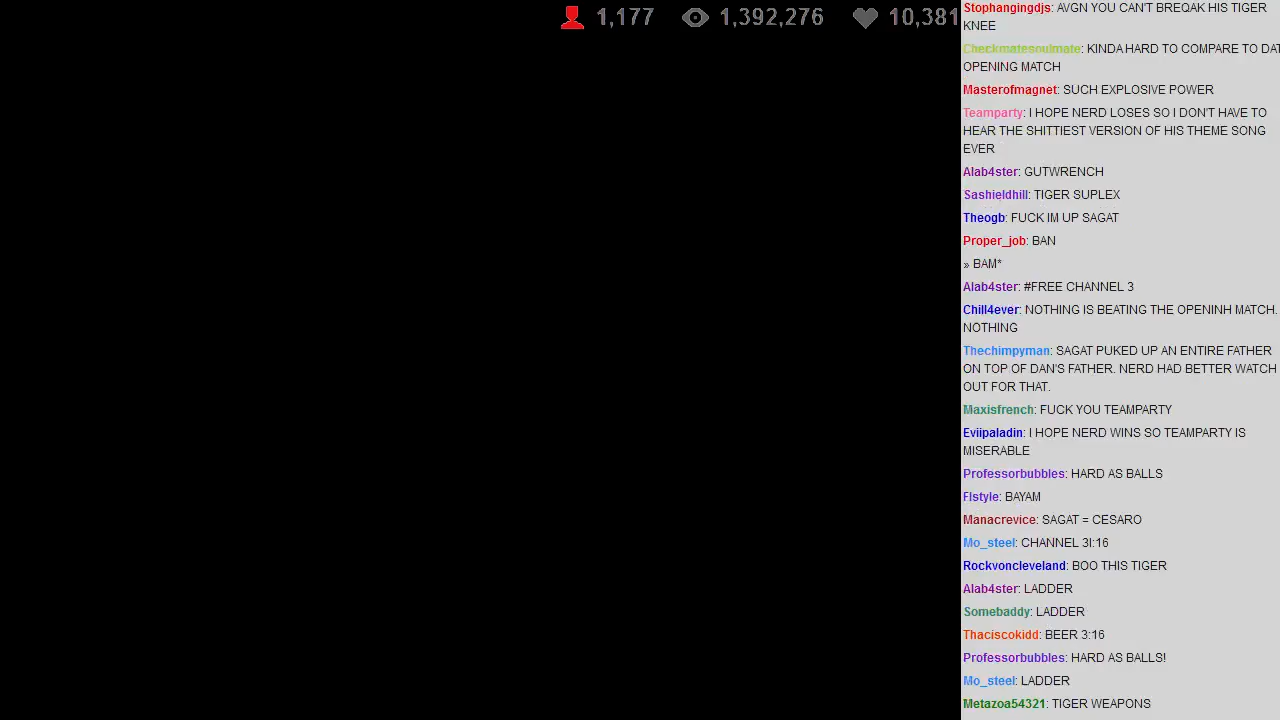 1,177 1,392,276 10,381
Stophangingdjs: AVGN YOU CAN'T BREQAK HIS TIGER
KNEE
Checkmatesoulmate: KINDA HARD TO COMPARE TO DAT
OPENING MATCH
Masterofmagnet: SUCH EXPLOSIVE POWER
Teamparty: I HOPE NERD LOSES SO I DON'T HAVE TO
HEAR THE SHITTIEST VERSION OF HIS THEME SONG
EVER
Alab4ster: GUTWRENCH
Sashieldhill: TIGER SUPLEX
Theogb: FUCK IM UP SAGAT
Proper_job: BAN
» BAM*
Alab4ster: #FREE CHANNEL 3
Chill4ever: NOTHING IS BEATING THE OPENINH MATCH.
NOTHING
Thechimpyman: SAGAT PUKED UP AN ENTIRE FATHER
ON TOP OF DAN'S FATHER. NERD HAD BETTER WATCH
OUT FOR THAT.
Maxisfrench: FUCK YOU TEAMPARTY
Eviipaladin: I HOPE NERD WINS SO TEAMPARTY IS
MISERABLE
Professorbubbles: HARD AS BALLS
Flstyle: BAYAM
Manacrevice: SAGAT = CESARO
Mo_steel: CHANNEL 3I:16
Rockvoncleveland: BOO THIS TIGER
Alab4ster: LADDER
Somebaddy: LADDER
Thaciscokidd: BEER 3:16
Professorbubbles: HARD AS BALLS!
Mo_steel: LADDER
Metazoa54321: TIGER WEAPONS